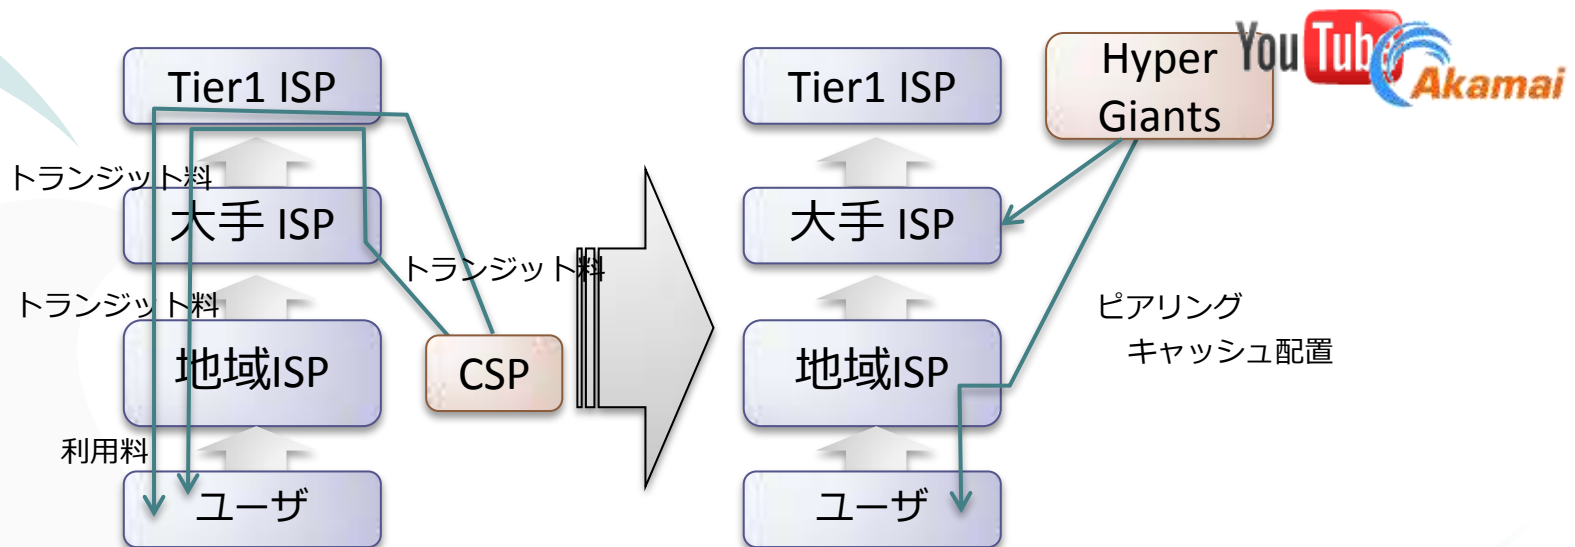 Tier1 ISP
トランジット料
大手 ISP
トランジット料
トランジット料
地域ISP
CSP
利用料
ユーザ
Tier1 ISP
Hyper
Giants
YouTube
Akamai
大手 ISP
ピアリング
キャッシュ配置
地域ISP
ユーザ